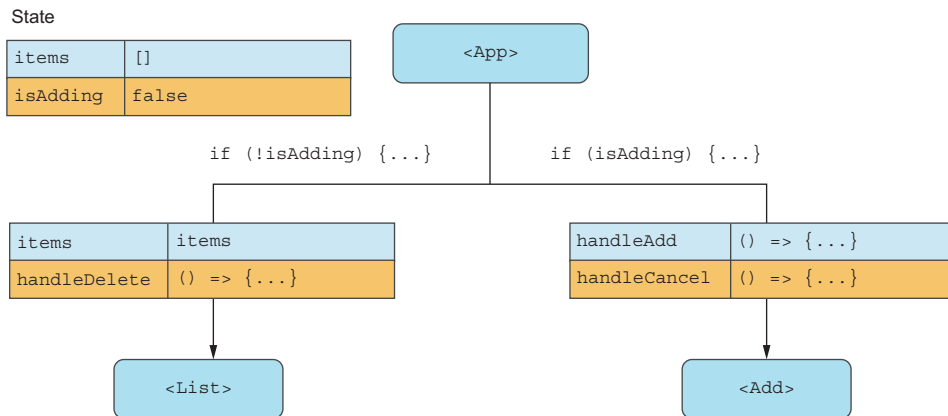 State
items []
<App>
isAdding false
if (!isAdding) {...} if (isAdding) {...}
items items
handleDelete () => {...}
handleAdd () => {...}
handleCancel () => {...}
<List>
<Add>